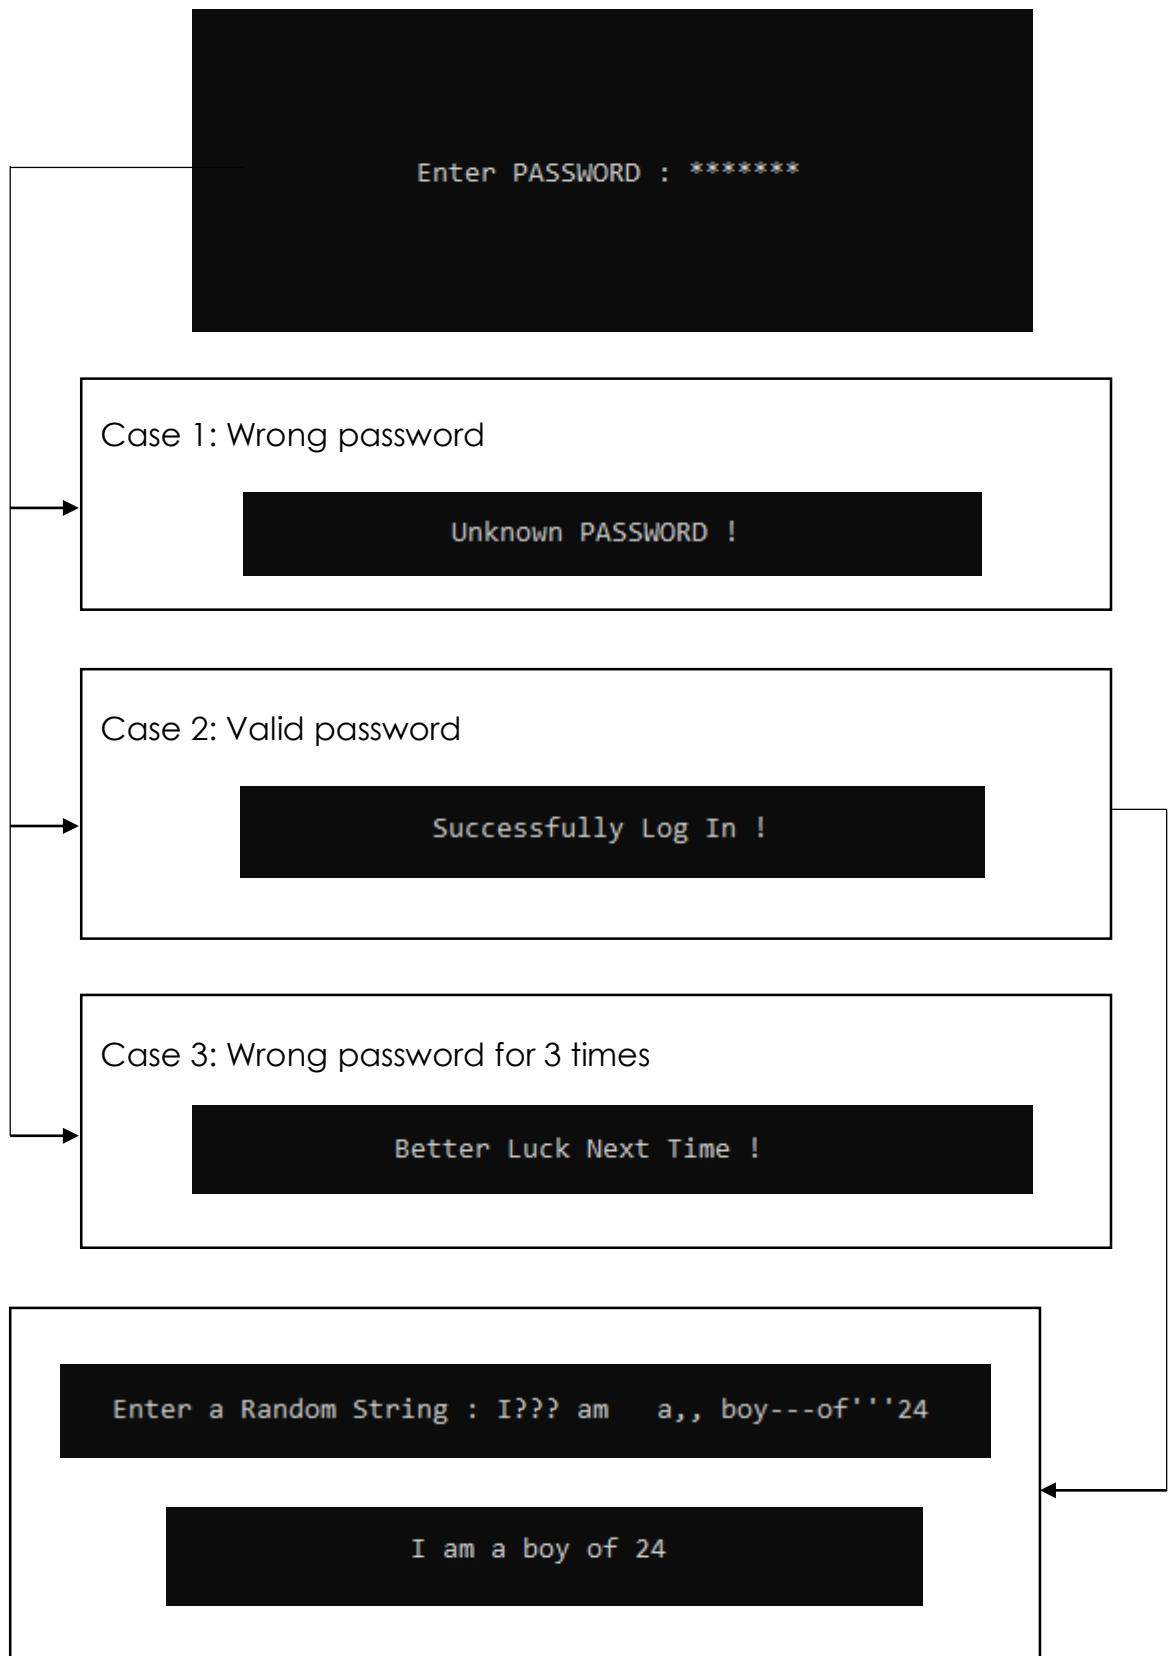 Enter PASSWORD : *******
Case 1: Wrong password
Unknown PASSWORD !
Case 2: Valid password
Successfully Log In !
Case 3: Wrong password for 3 times
Better Luck Next Time !
Enter a Random String : I??? am   a,, boy---of'''24
I am a boy of 24